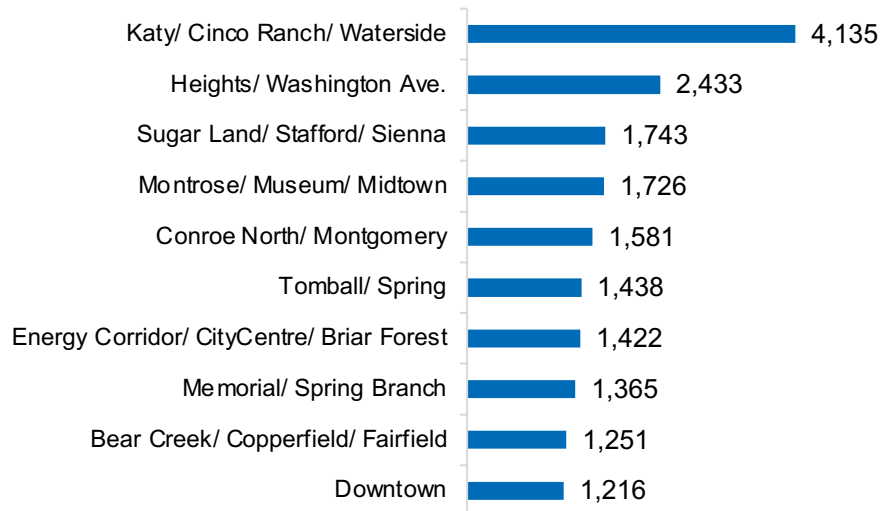 Katy/ Cinco Ranch/ Waterside 4,135
Heights/ Washington Ave. 2,433
Sugar Land/ Stafford/ Sienna 1,743
Montrose/ Museum/ Midtown 1,726
Conroe North/ Montgomery 1,581
Tomball/ Spring 1,438
Energy Corridor/ CityCentre/ Briar Forest 1,422
Memorial/ Spring Branch 1,365
Bear Creek/ Copperfield/ Fairfield 1,251
Downtown 1,216